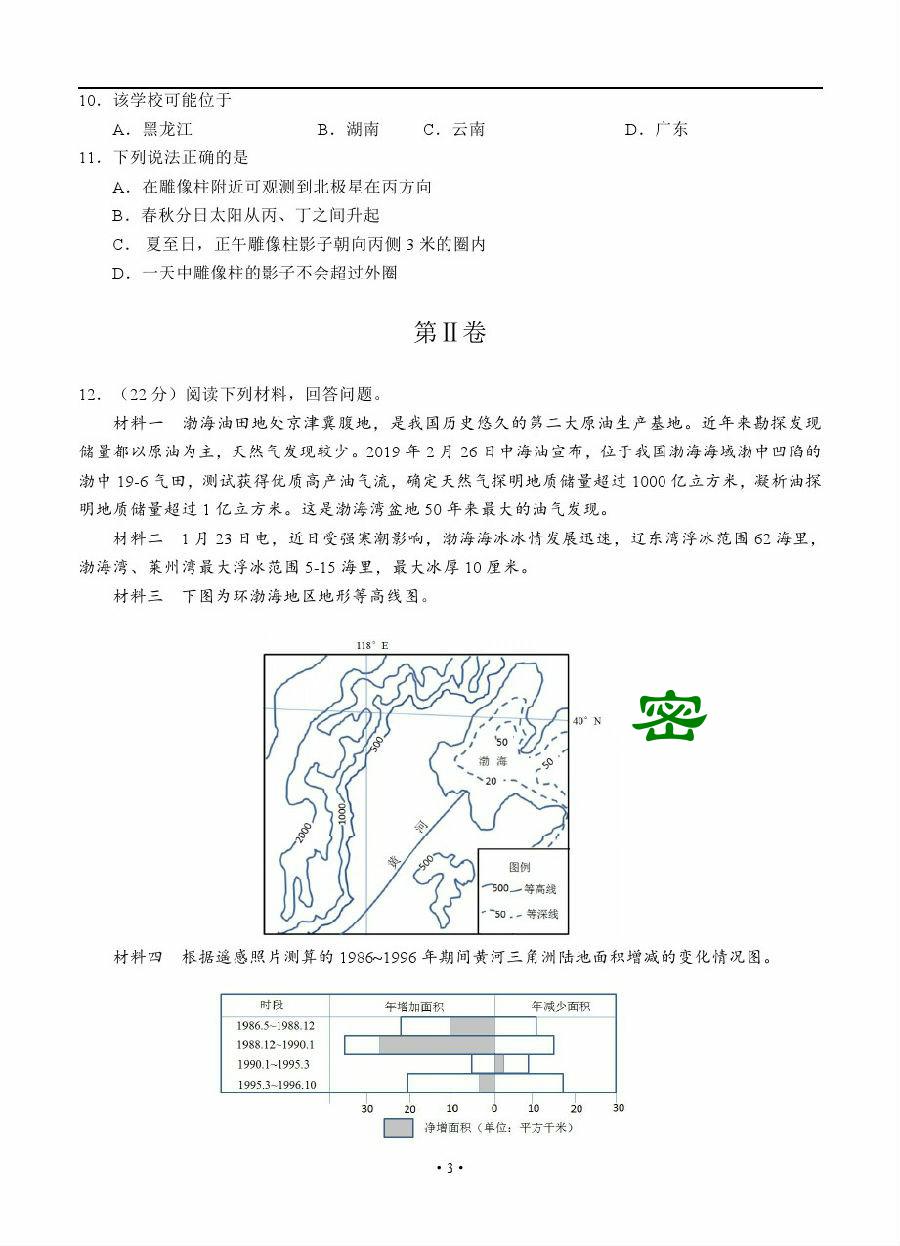 10．该学校可能位于
A．黑龙江 B．湖南 C．云南 D．广东
11．下列说法正确的是
A．在雕像柱附近可观测到北极星在丙方向
B．春秋分日太阳从丙、丁之间升起
C． 夏至日，正午雕像柱影子朝向丙侧 3 米的圈内
D．一天中雕像柱的影子不会超过外圈
第Ⅱ卷
12．（22 分）阅读下列材料，回答问题。
材料一 渤海油田地处京津冀腹地，是我国历史悠久的第二大原油生产基地。近年来勘探发现
储量都以原油为主，天然气发现较少。2019 年 2 月 26 日中海油宣布，位于我国渤海海域渤中凹陷的
渤中 19-6 气田，测试获得优质高产油气流，确定天然气探明地质储量超过 1000 亿立方米，凝析油探
明地质储量超过 1 亿立方米。这是渤海湾盆地 50 年来最大的油气发现。
材料二 1 月 23 日电，近日受强寒潮影响，渤海海冰冰情发展迅速，辽东湾浮冰范围 62 海里，
渤海湾、莱州湾最大浮冰范围 5-15 海里，最大冰厚 10 厘米。
材料三 下图为环渤海地区地形等高线图。
118° E
40° N
密
500
50
渤 海
50
20
1000
2000
河
黄
500
图例
500 等高线
50 等深线
材料四 根据遥感照片测算的 1986~1996 年期间黄河三角洲陆地面积增减的变化情况图。
时段 年增加面积 年减少面积
1986.5~1988.12
1988.12~1990.1
1990.1~1995.3
1995.3~1996.10
30 20 10 0 10 20 30
净增面积（单位：平方千米）
· 3 ·